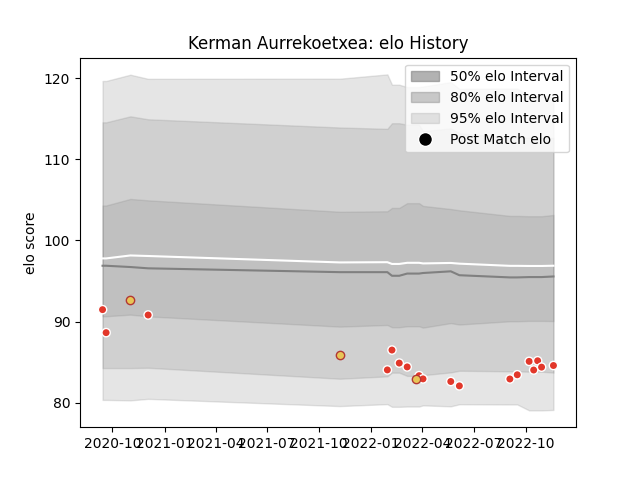 Kerman Aurrekoetxea: elo History
50% elo Interval
80% elo Interval
95% elo Interval
Post Match elo
elo score
120
110
100
90
80
2020-10 2021-01 2021-04 2021-07 2021-10 2022-01 2022-04 2022-07 2022-10